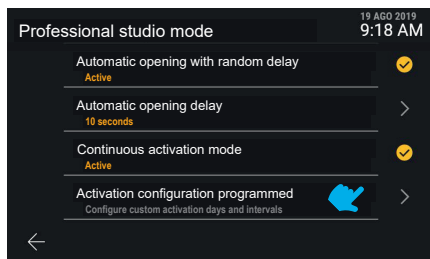 19 AGO 2019
Professional studio mode
9:18 AM
Automatic opening with random delay
Active
Automatic opening delay
10 seconds
Continuous activation mode
Active
Activation configuration programmed
Configure custom activation days and intervals